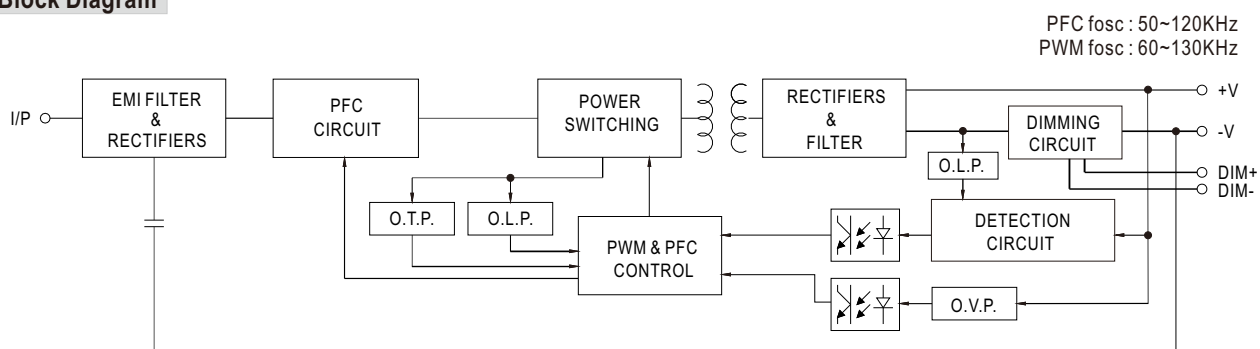 Block Diagram
PFC fosc : 50~120KHz
PWM fosc : 60~130KHz
I/P
EMI FILTER
&
RECTIFIERS
PFC
CIRCUIT
POWER
SWITCHING
RECTIFIERS
&
FILTER
DIMMING
CIRCUIT
+V
-V
DIM+
DIM-
O.L.P.
O.T.P.
O.L.P.
PWM & PFC
CONTROL
DETECTION
CIRCUIT
O.V.P.